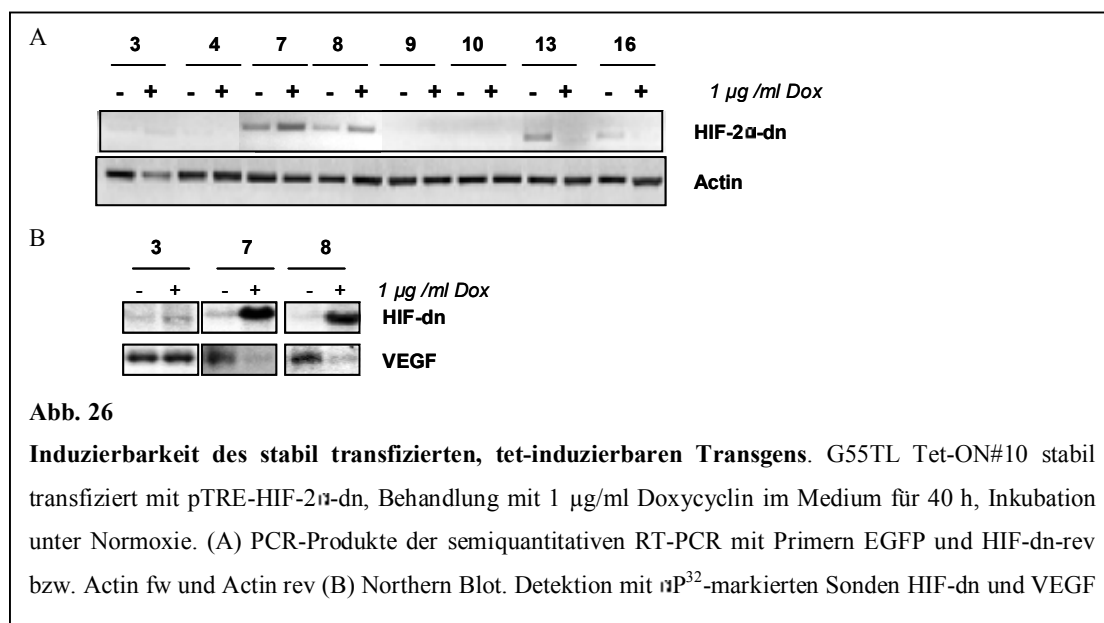 A
3 4 7 8 9 10 13 16
- + - + - + - + - + - + - + - + 1 µg /ml Dox
HIF-2α-dn
Actin
B
3 7 8
- + - + - + 1 µg /ml Dox
HIF-dn
VEGF
Abb. 26
Induzierbarkeit des stabil transfizierten, tet-induzierbaren Transgens. G55TL Tet-ON#10 stabil
transfiziert mit pTRE-HIF-2α-dn, Behandlung mit 1 µg/ml Doxycyclin im Medium für 40 h, Inkubation
unter Normoxie. (A) PCR-Produkte der semiquantitativen RT-PCR mit Primern EGFP und HIF-dn-rev
bzw. Actin fw und Actin rev (B) Northern Blot. Detektion mit αP³²-markierten Sonden HIF-dn und VEGF